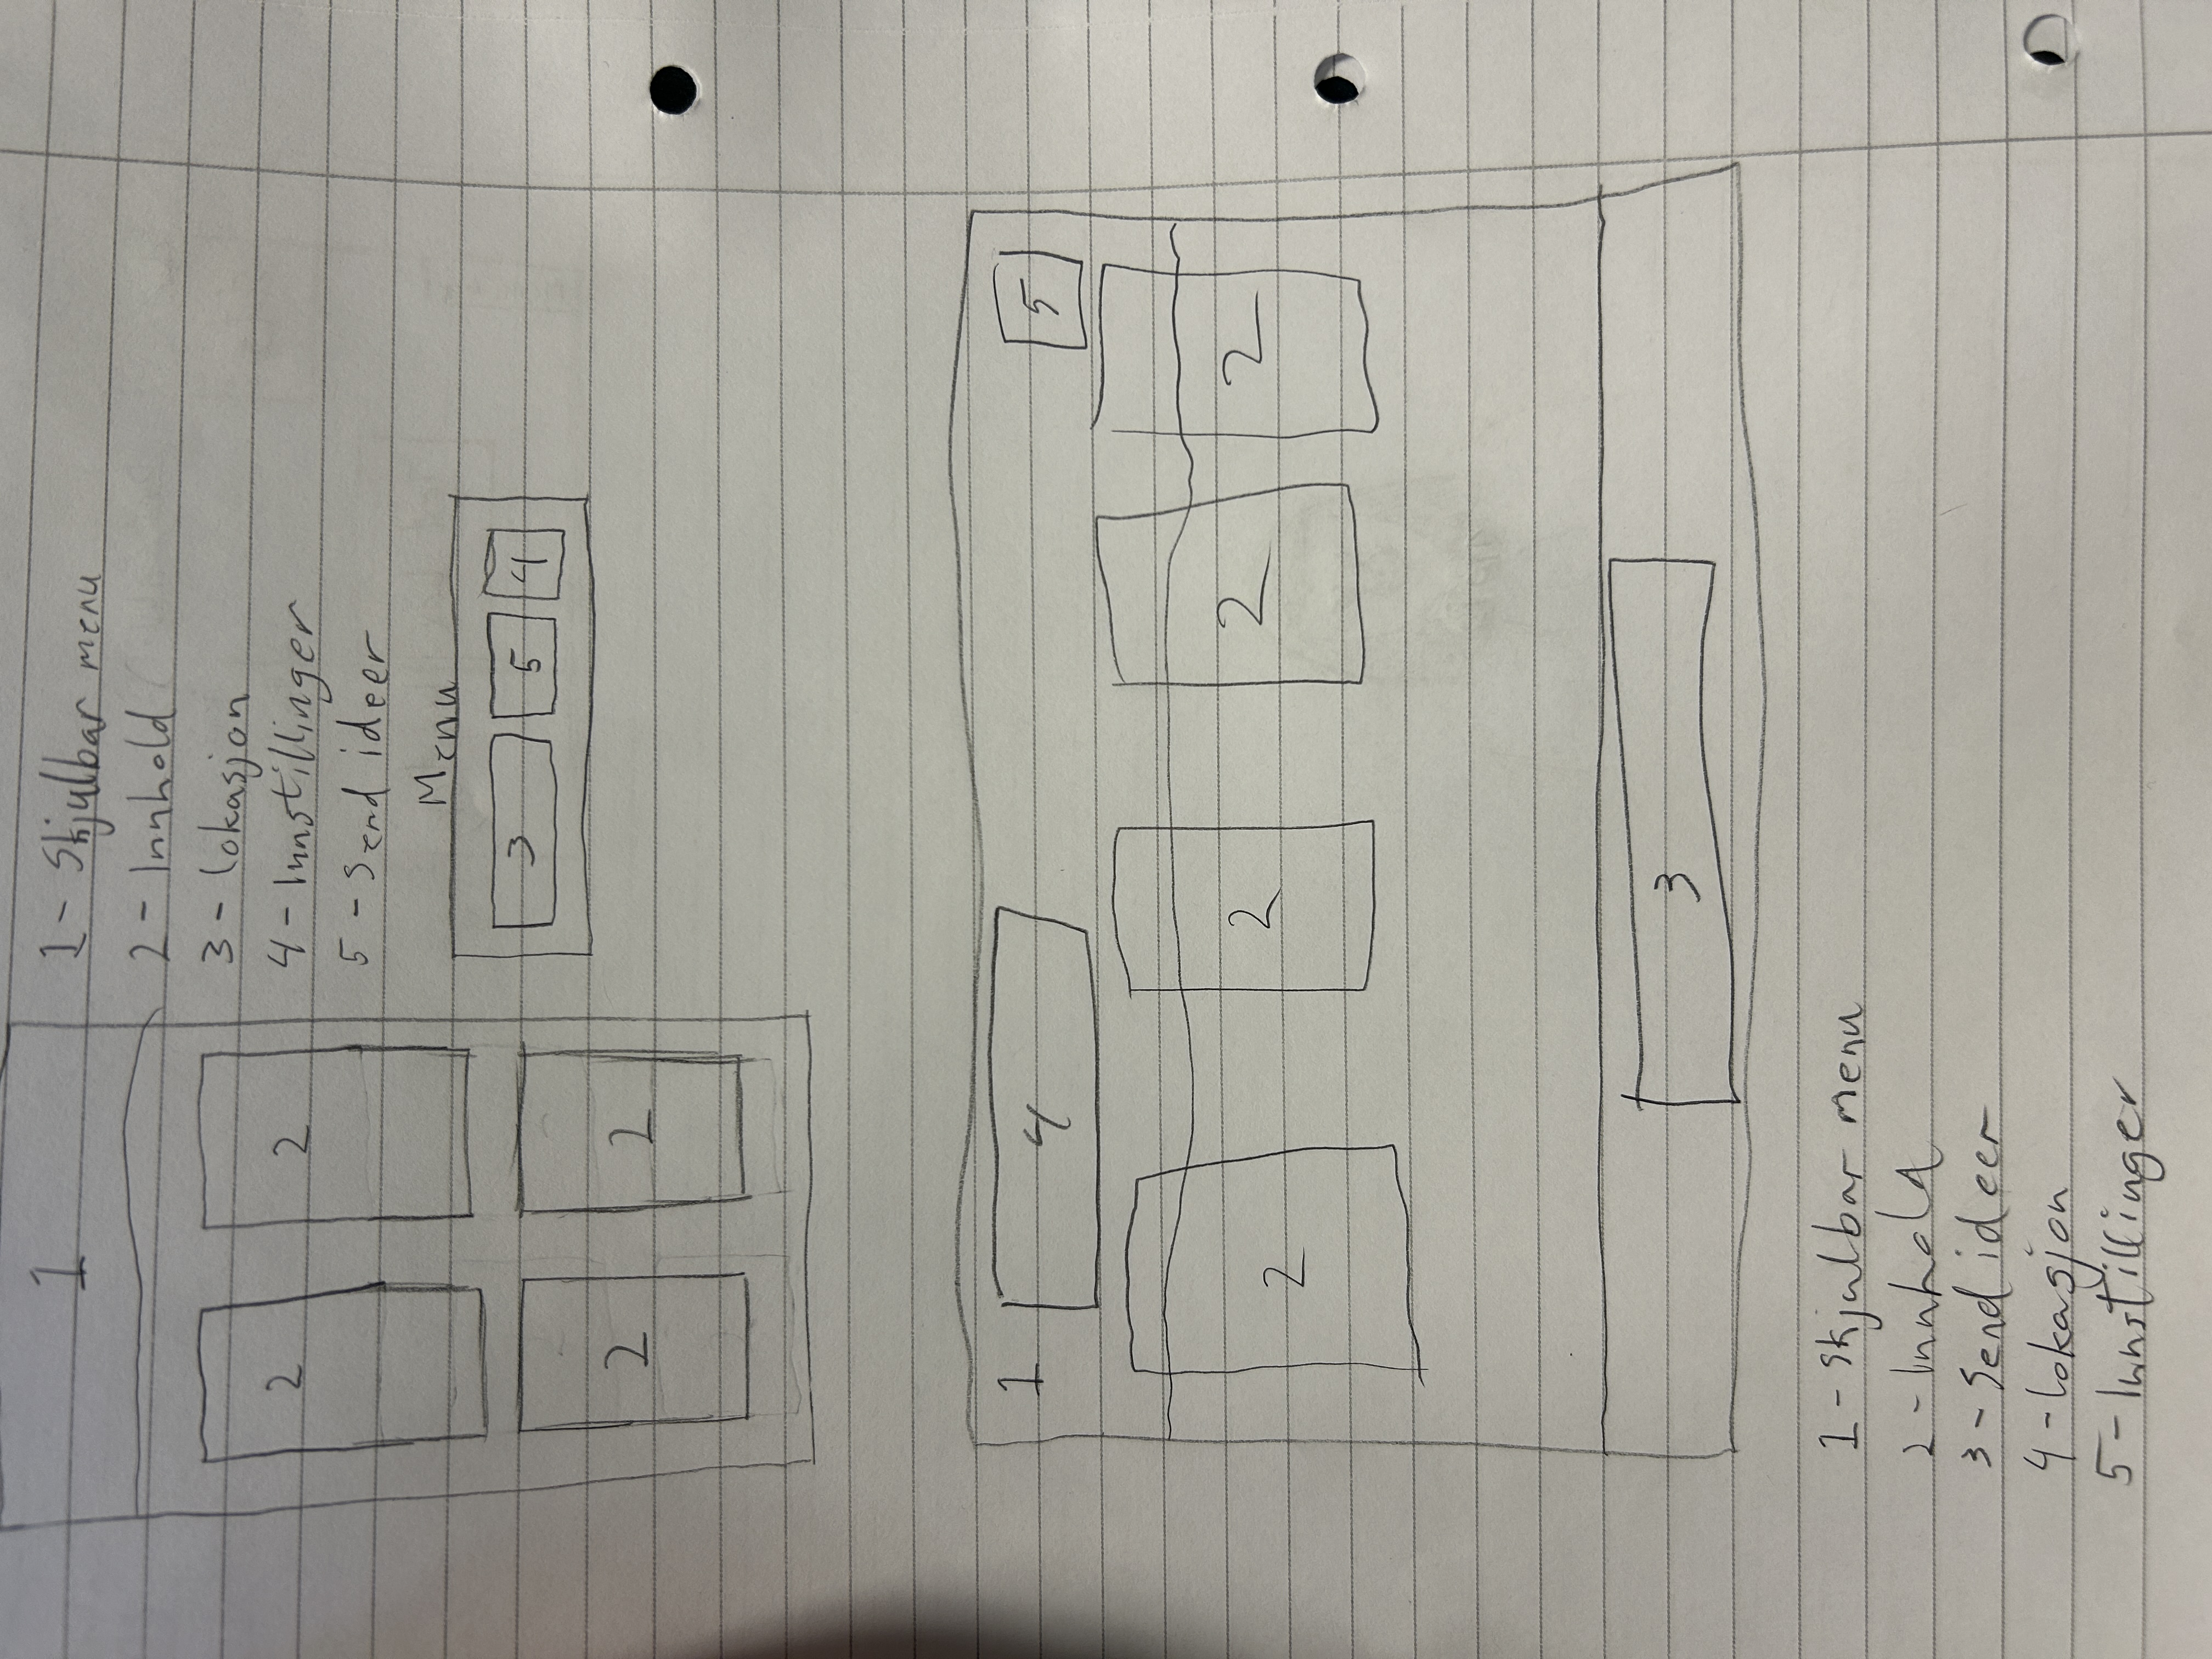 1
1 - Skjulbar menu
2 - Innhold
3 - lokasjon
4 - Innstillinger
5 - Send ideer
2 2
Menu
3 5 4
2 2
1 4 5
2 2 2 2
3
1 - Skjulbar menu
2 - Innhold
3 - Send ideer
4 - lokasjon
5 - Innstillinger